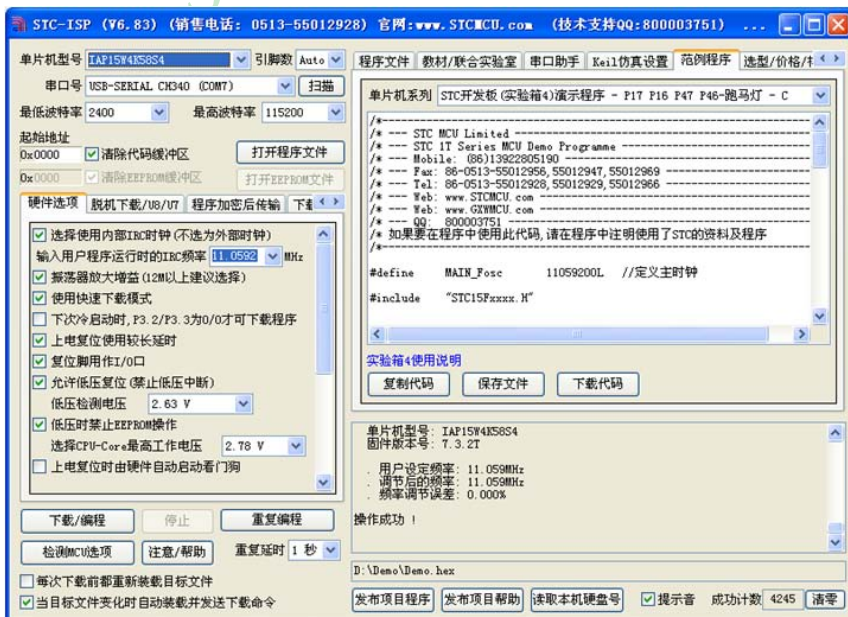 STC-ISP (V6.83) (销售电话: 0513-55012928) 官网:www.STCMCU.com (技术支持QQ:800003751)
单片机型号 IAP15W4K58S4 引脚数 Auto
串口号 USB-SERIAL CH340 (COM7) 扫描
最低波特率 2400 最高波特率 115200
起始地址
0x0000 清除代码缓冲区 打开程序文件
0x0000 清除EEPROM缓冲区 打开EEPROM文件
硬件选项 脱机下载/U8/U7 程序加密后传输
选择使用内部IRC时钟(不选为外部时钟)
输入用户程序运行时的IRC频率 11.0592 MHz
振荡器放大增益(12M以上建议选择)
使用快速下载模式
下次冷启动时,P3.2/P3.3为0/0才可下载程序
上电复位使用较长延时
复位脚用作I/O口
允许低压复位(禁止低压中断)
低压检测电压 2.63 V
低压时禁止EEPROM操作
选择CPU-Core最高工作电压 2.78 V
上电复位时由硬件自动启动看门狗
下载/编程 停止 重复编程
检测MCU选项 注意/帮助 重复延时 1 秒
每次下载前都重新装载目标文件
当目标文件变化时自动装载并发送下载命令
程序文件 教材/联合实验室 串口助手 Keil仿真设置 范例程序 选型/价格/
单片机系列 STC开发板(实验箱4)演示程序 - P17 P16 P47 P46-跑马灯 - C
/*---------------------------------------------------------------
/* --- STC MCU Limited ---------------------------------
/* --- STC 1T Series MCU Demo Programme ----------------
/* --- Mobile: (86)13922805190 -------------------------
/* --- Fax: 86-0513-55012956,55012947,55012969 ---------
/* --- Tel: 86-0513-55012928,55012929,55012966 ---------
/* --- Web: www.STCMCU.com -----------------------------
/* --- Web: www.GXWMCU.com -----------------------------
/* --- QQ: 800003751 -----------------------------------
/* 如果要在程序中使用此代码,请在程序中注明使用了STC的资料及程序
/*---------------------------------------------------------------
#define MAIN_Fosc 11059200L //定义主时钟
#include "STC15Fxxxx.H"
实验箱4使用说明
复制代码 保存文件 下载代码
单片机型号: IAP15W4K58S4
固件版本号: 7.3.2T
. 用户设定频率: 11.059MHz
. 调节后的频率: 11.059MHz
. 频率调节误差: 0.000%
操作成功 !
D:\Demo\Demo.hex
发布项目程序 发布项目帮助 读取本机硬盘号 提示音 成功计数 4245 清零